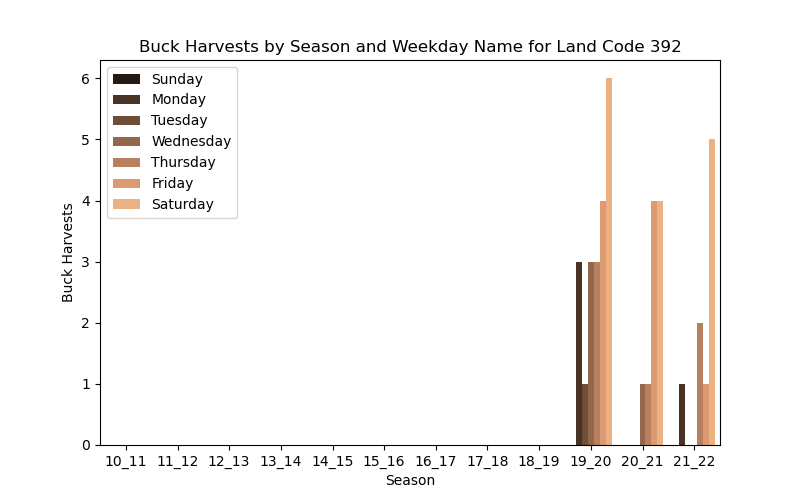 Buck Harvests by Season and Weekday Name for Land Code 392
6
5
4
3
2
1
0
Buck Harvests
Sunday
Monday
Tuesday
Wednesday
Thursday
Friday
Saturday
10_11 11_12 12_13 13_14 14_15 15_16 16_17 17_18 18_19 19_20 20_21 21_22
Season